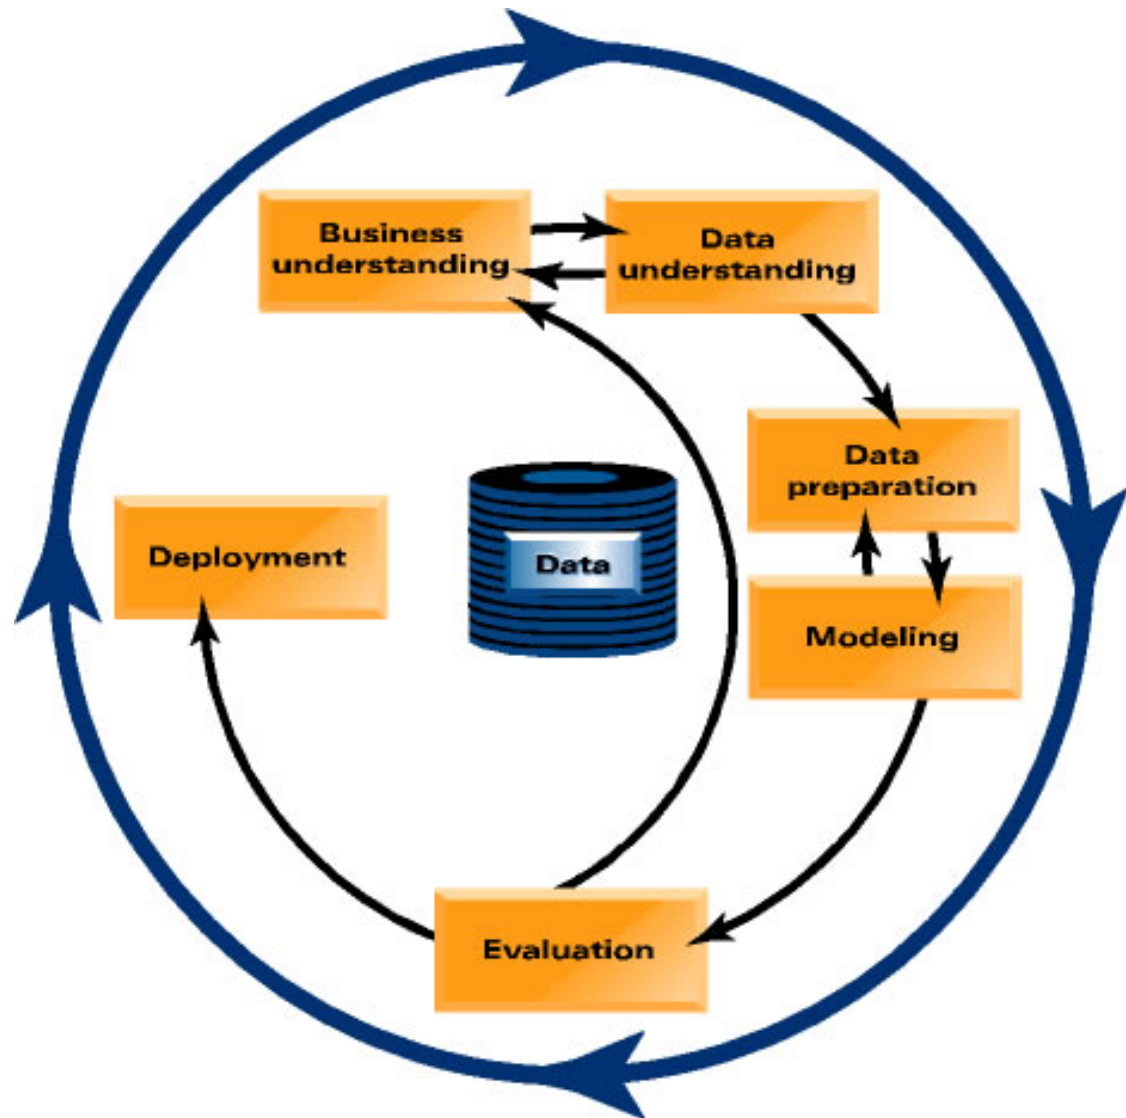 Business
understanding
Data
understanding
Data
preparation
Deployment
Data
Modeling
Evaluation